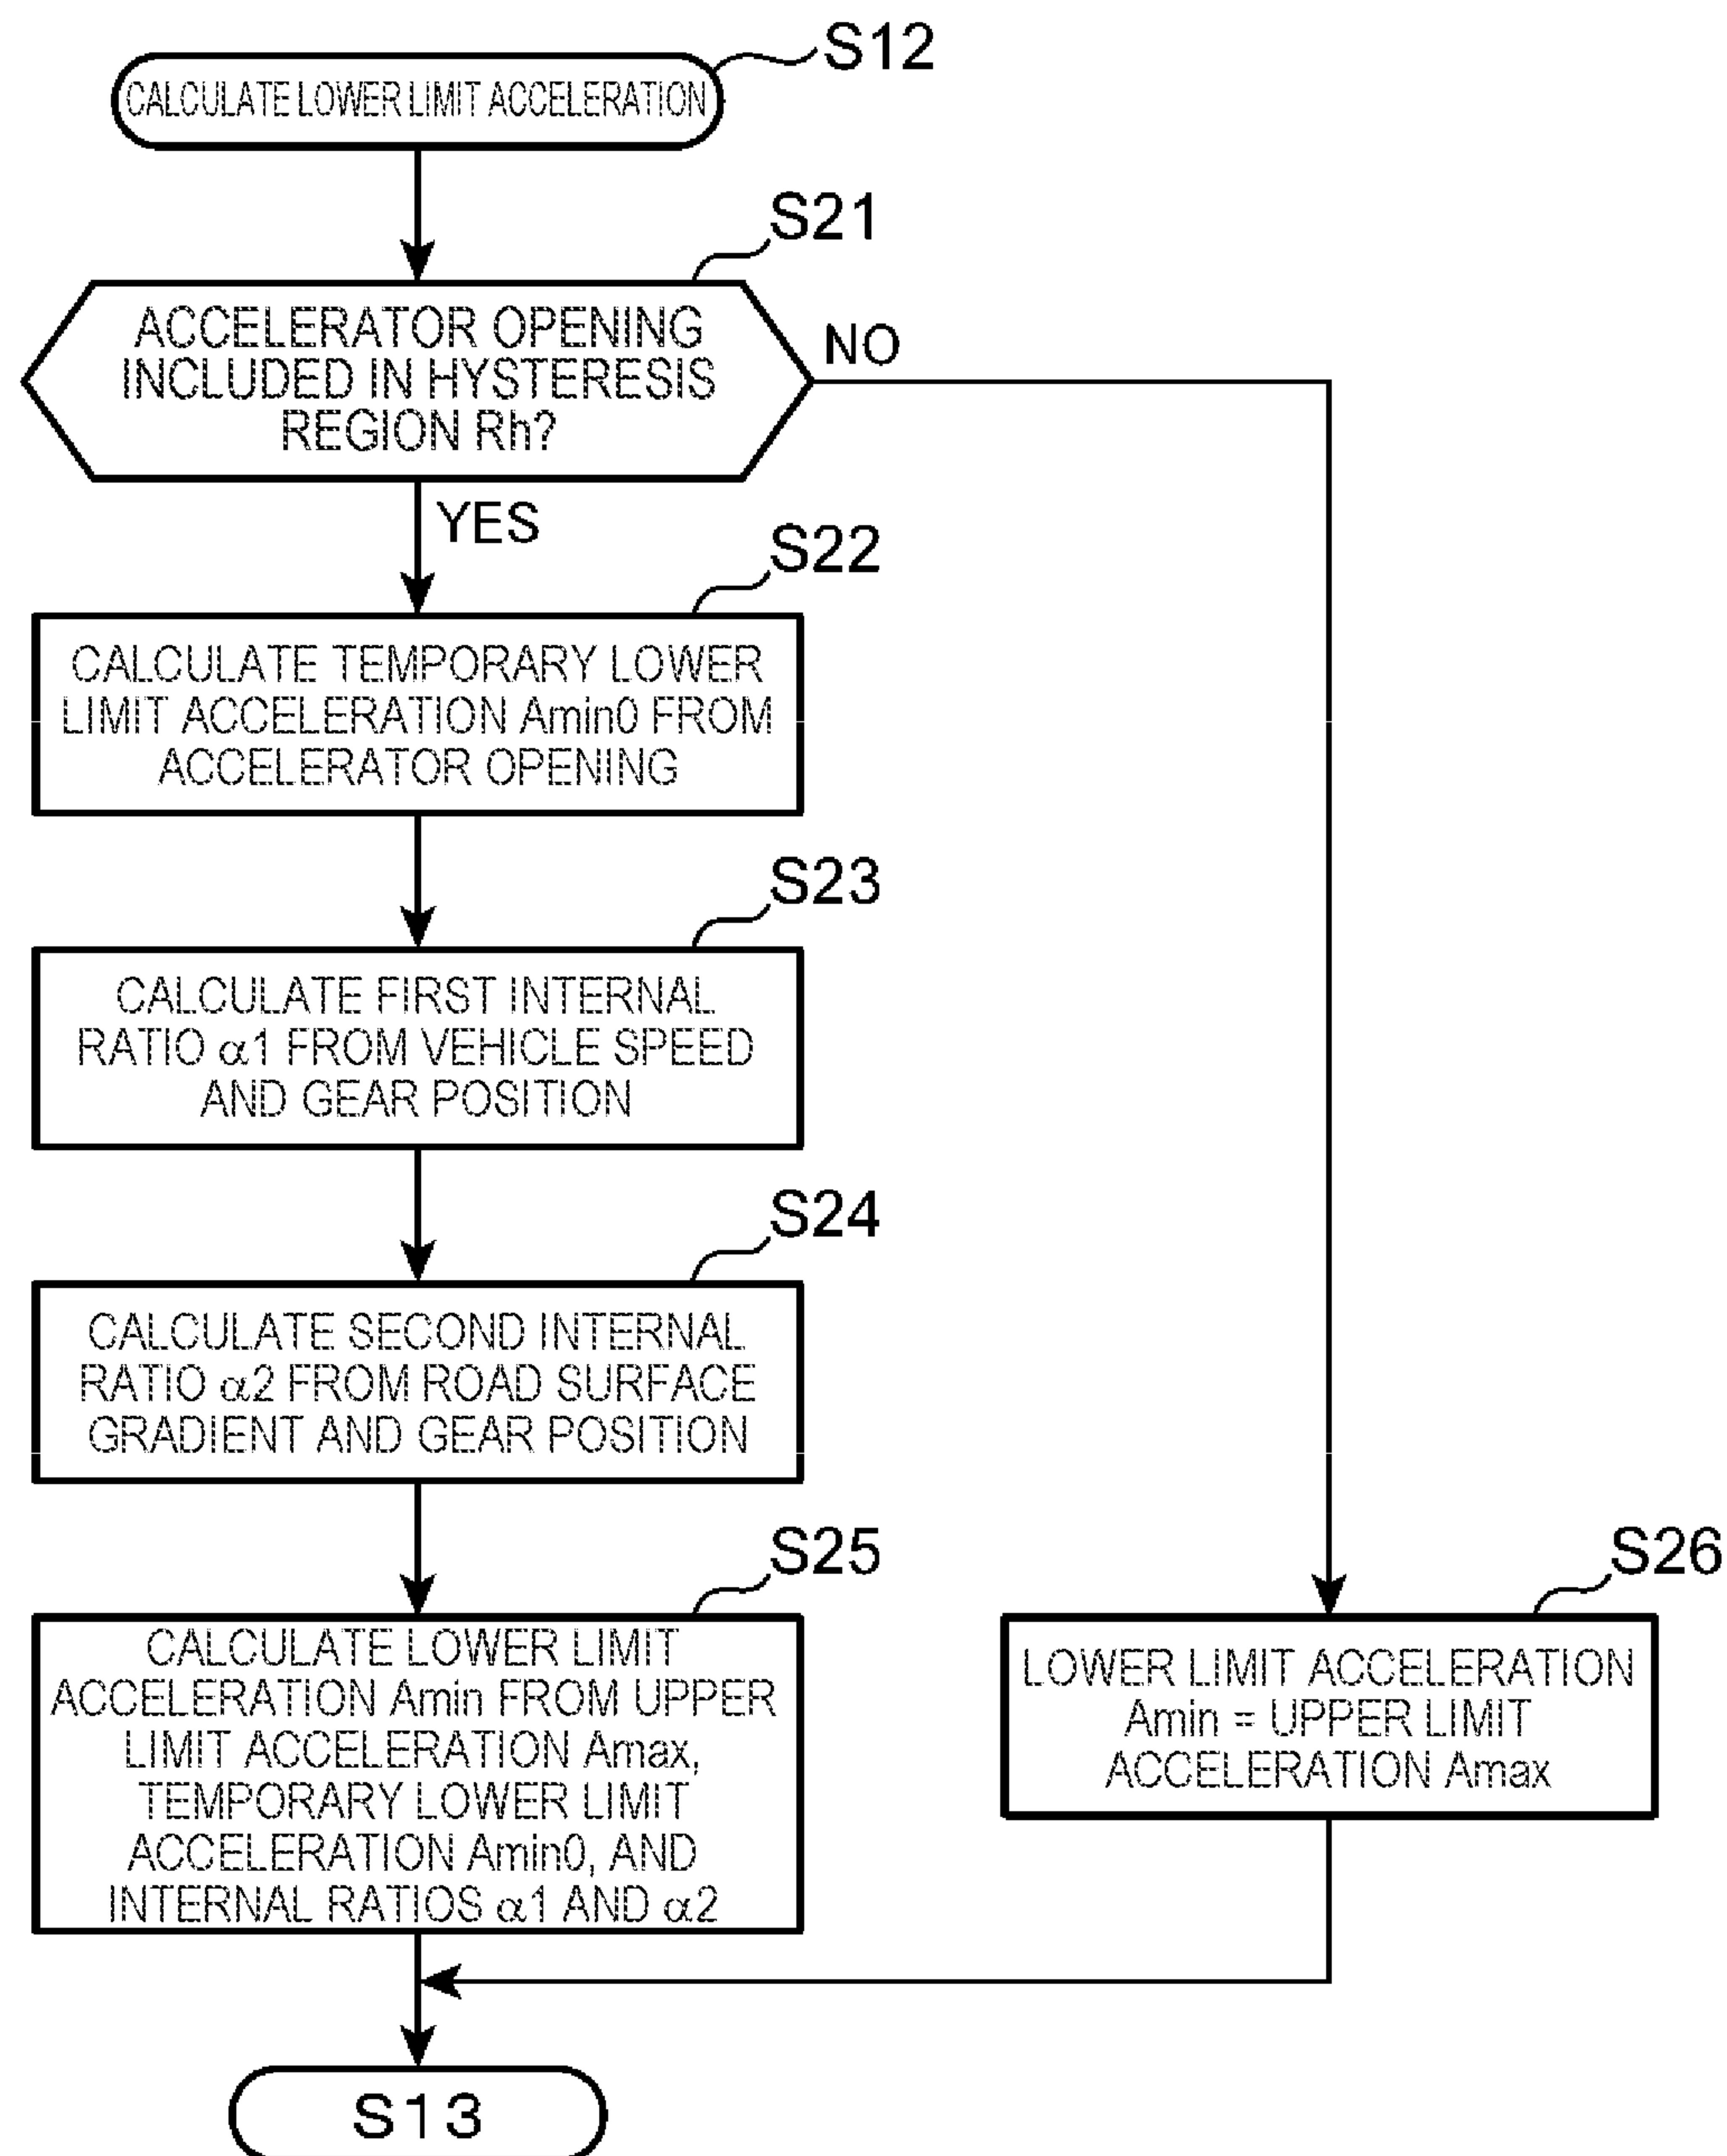 S12
CALCULATE LOWER LIMIT ACCELERATION
S21
ACCELERATOR OPENING
INCLUDED IN HYSTERESIS
REGION Rh?
NO
YES
S22
CALCULATE TEMPORARY LOWER
LIMIT ACCELERATION Amin0 FROM
ACCELERATOR OPENING
S23
CALCULATE FIRST INTERNAL
RATIO α1 FROM VEHICLE SPEED
AND GEAR POSITION
S24
CALCULATE SECOND INTERNAL
RATIO α2 FROM ROAD SURFACE
GRADIENT AND GEAR POSITION
S25
CALCULATE LOWER LIMIT
ACCELERATION Amin FROM UPPER
LIMIT ACCELERATION Amax,
TEMPORARY LOWER LIMIT
ACCELERATION Amin0, AND
INTERNAL RATIOS α1 AND α2
S26
LOWER LIMIT ACCELERATION
Amin = UPPER LIMIT
ACCELERATION Amax
S13